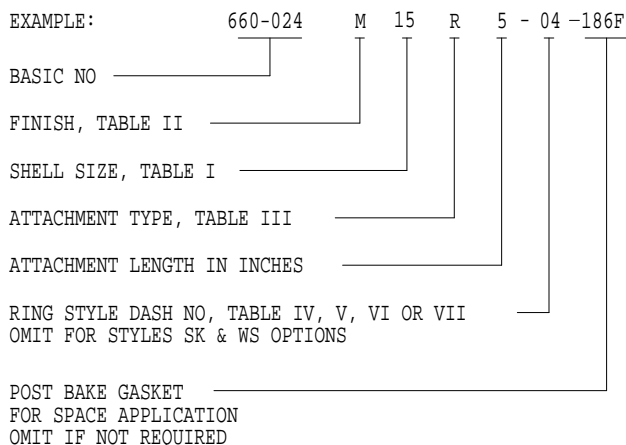 EXAMPLE: 660-024 M 15 R 5 - 04 -186F
BASIC NO
FINISH, TABLE II
SHELL SIZE, TABLE I
ATTACHMENT TYPE, TABLE III
ATTACHMENT LENGTH IN INCHES
RING STYLE DASH NO, TABLE IV, V, VI OR VII
OMIT FOR STYLES SK & WS OPTIONS
POST BAKE GASKET
FOR SPACE APPLICATION
OMIT IF NOT REQUIRED